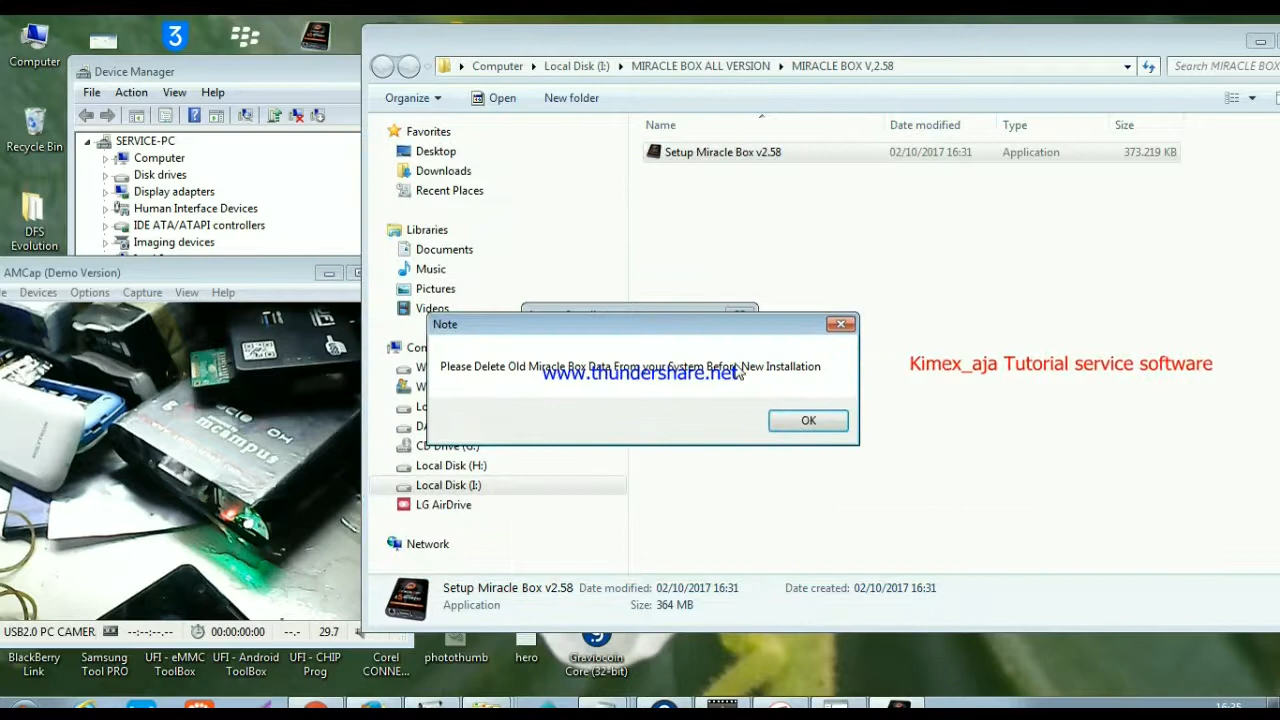 Computer
Recycle Bin
DFS
Evolution
3
Device Manager
File Action View Help
SERVICE-PC
Computer
Disk drives
Display adapters
Human Interface Devices
IDE ATA/ATAPI controllers
Imaging devices
AMCap (Demo Version)
Devices Options Capture View Help
mcampus
USB2.0 PC CAMER --:--:--.-- 00:00:00:00 --.- 29.7
Computer Local Disk (I:) MIRACLE BOX ALL VERSION MIRACLE BOX V,2.58
Search MIRACLE BOX
Organize Open New folder
Favorites
Desktop
Downloads
Recent Places
Libraries
Documents
Music
Pictures
Videos
Com
Local Disk (H:)
Local Disk (I:)
LG AirDrive
Network
Name Date modified Type Size
Setup Miracle Box v2.58 02/10/2017 16:31 Application 373.219 KB
Note
Please Delete Old Miracle Box Data From your System Befort New Installation
www.thundershare.net
OK
Kimex_aja Tutorial service software
Setup Miracle Box v2.58 Date modified: 02/10/2017 16:31 Date created: 02/10/2017 16:31
Application Size: 364 MB
BlackBerry
Link
Samsung
Tool PRO
UFI - eMMC
ToolBox
UFI - Android
ToolBox
UFI - CHIP
Prog
Corel
CONNE...
photothumb
hero
Graviocoin
Core (32-bit)
16:35